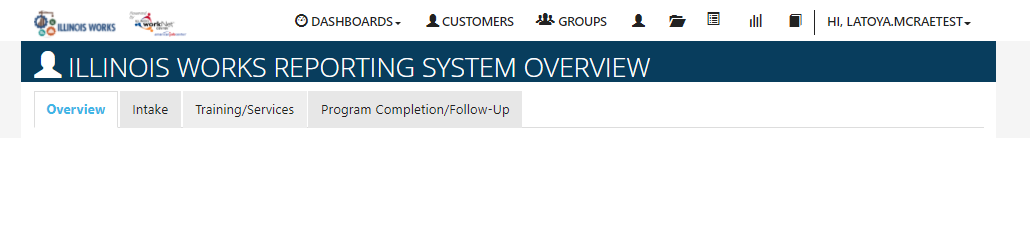 ILLINOIS WORKS
workNet
DASHBOARDS CUSTOMERS GROUPS HI, LATOYA.MCRAETEST
ILLINOIS WORKS REPORTING SYSTEM OVERVIEW
Overview Intake Training/Services Program Completion/Follow-Up